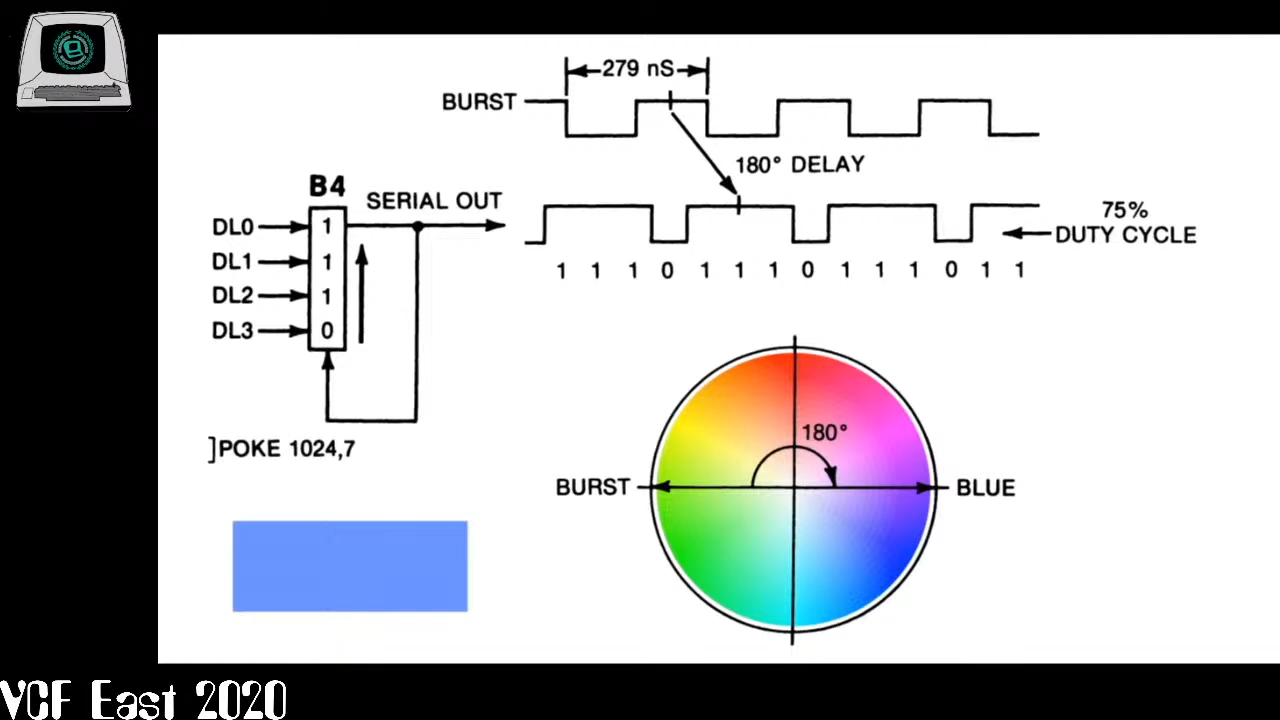 279 nS
BURST
180° DELAY
B4
SERIAL OUT
DL0 1
DL1 1
DL2 1
DL3 0
75%
DUTY CYCLE
1 1 1 0 1 1 1 0 1 1 1 0 1 1
]POKE 1024,7
180°
BURST
BLUE
VCF East 2020